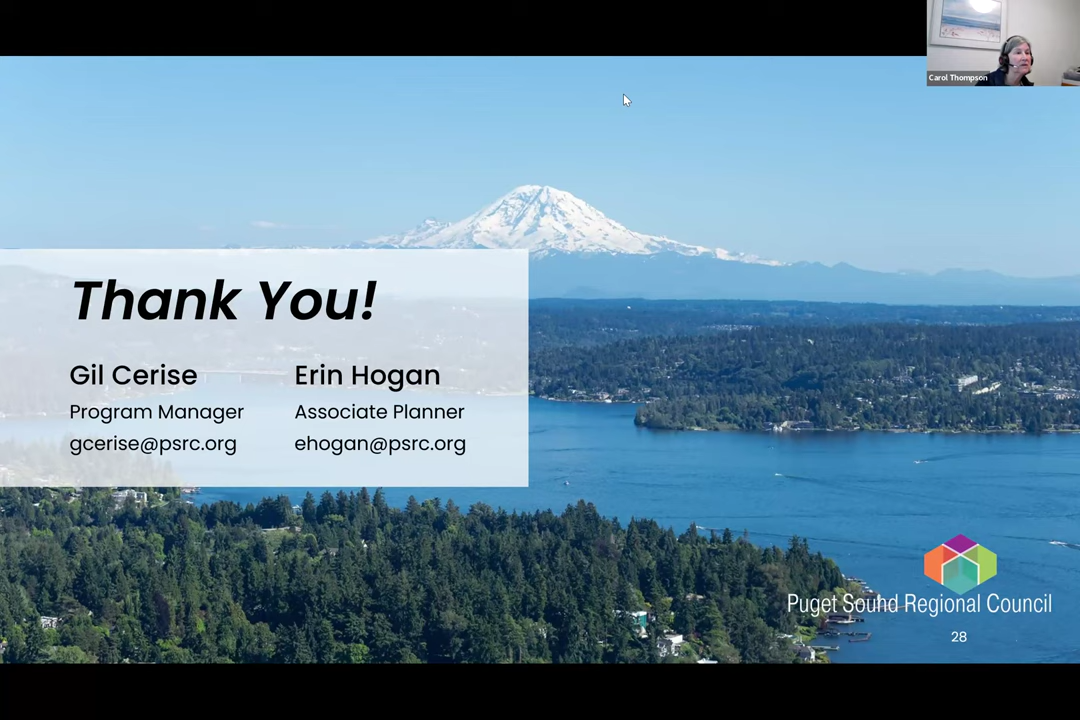 Carol Thompson
Thank You!
Gil Cerise
Program Manager
gcerise@psrc.org
Erin Hogan
Associate Planner
ehogan@psrc.org
Puget Sound Regional Council
28